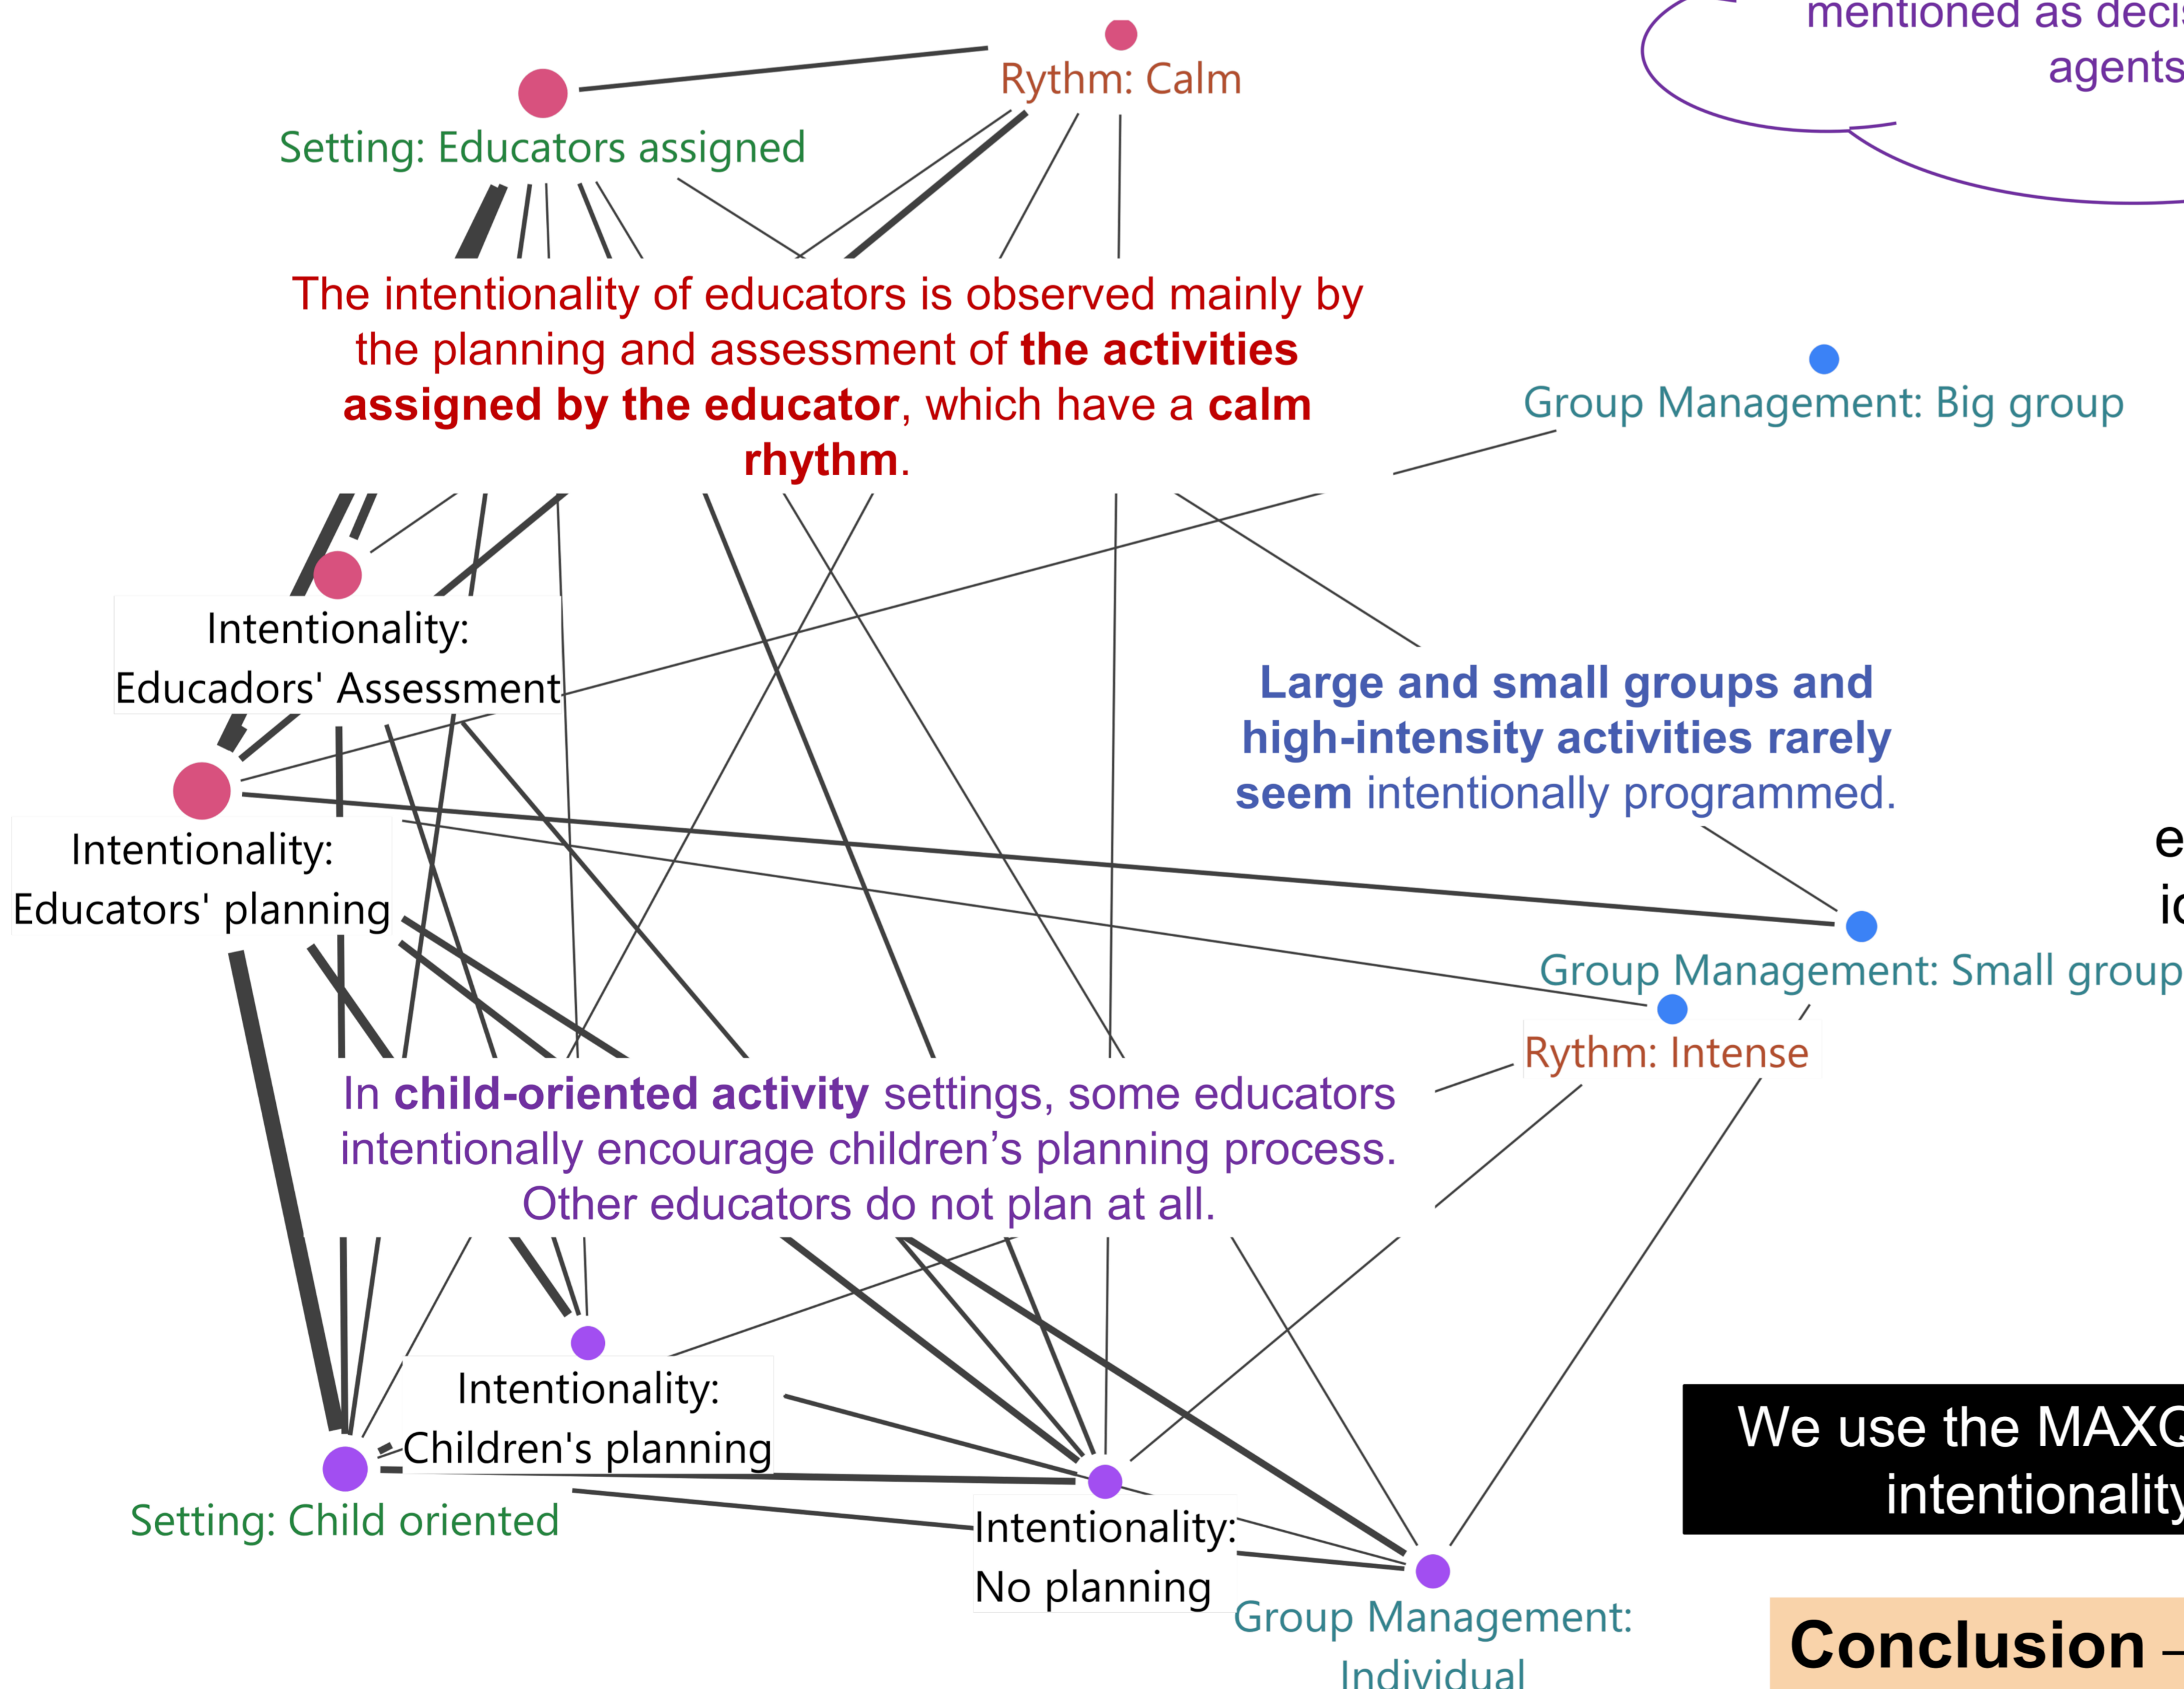 mentioned as
agents
Rythm: Calm
Setting: Educators assigned
The intentionality of educators is observed mainly by
the planning and assessment of the activities
assigned by the educator, which have a calm
rhythm.
Group Management: Big group
Intentionality:
Educadors' Assessment
Large and small groups and
high-intensity activities rarely
seem intentionally programmed.
Intentionality:
Educators' planning
Group Management: Small group
Rythm: Intense
In child-oriented activity settings, some educators
intentionally encourage children's planning process.
Other educators do not plan at all.
Intentionality:
Children's planning
Setting: Child oriented
Intentionality:
No planning
Group Management:
Individual
We use the
intentionality
Conclusion –